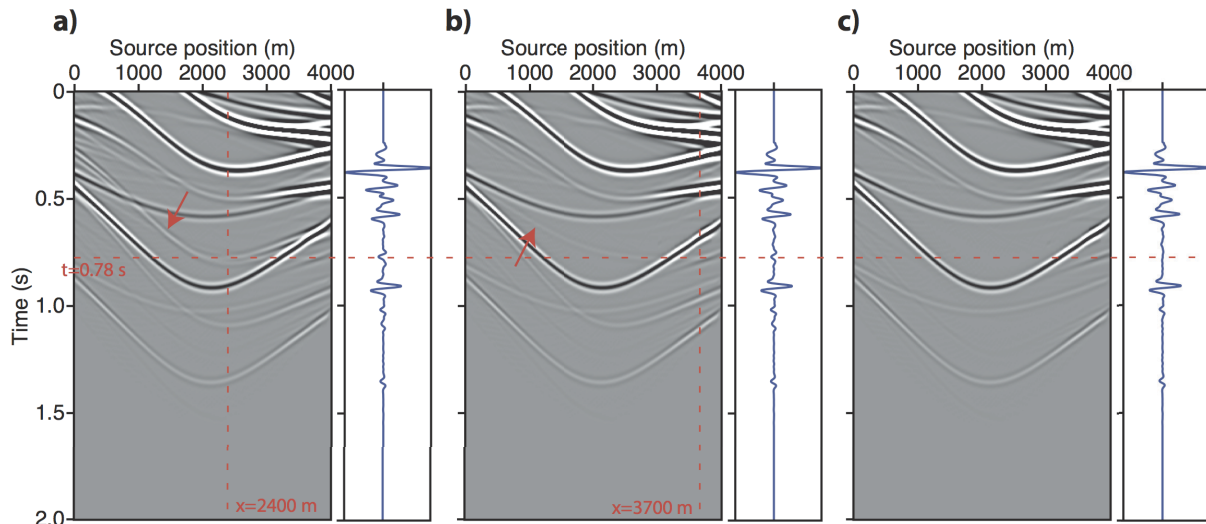 a)
b)
c)
Source position (m)
Source position (m)
Source position (m)
0 1000 2000 3000 4000
0 1000 2000 3000 4000
0 1000 2000 3000 4000
0
0.5
t=0.78 s
Time (s)
1.0
1.5
x=2400 m
x=3700 m
2.0